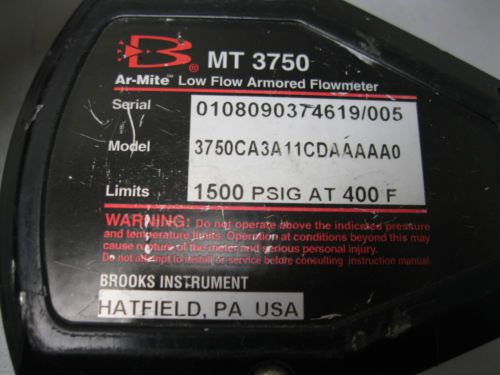 B® MT 3750
Ar-Mite™ Low Flow Armored Flowmeter
Serial 0108090374619/005
Model 3750CA3A11CDAAAAAA0
Limits 1500 PSIG AT 400 F
WARNING: Do not operate above the indicated pressure
and temperature limits. Operation at conditions beyond this may
cause rupture of the meter and serious personal injury.
Do not attempt to install or service before consulting instruction manual.
BROOKS INSTRUMENT
HATFIELD, PA USA